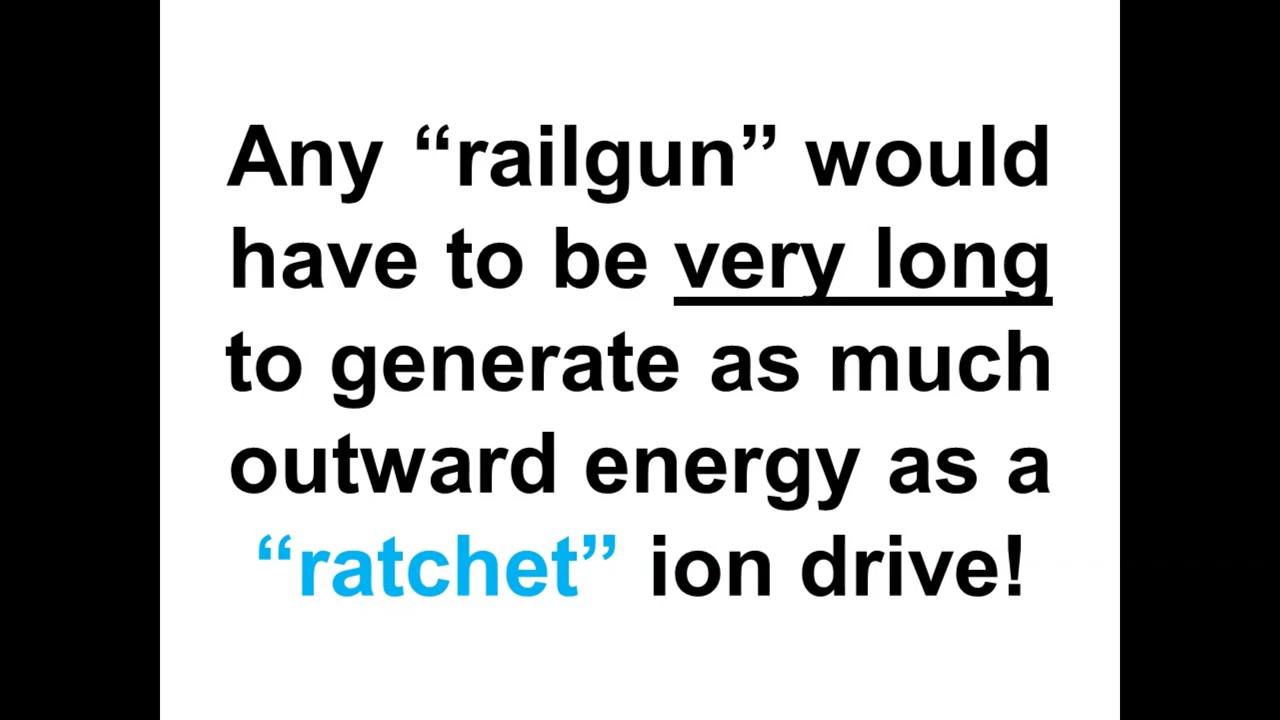 Any “railgun” would
have to be very long
to generate as much
outward energy as a
“ratchet” ion drive!